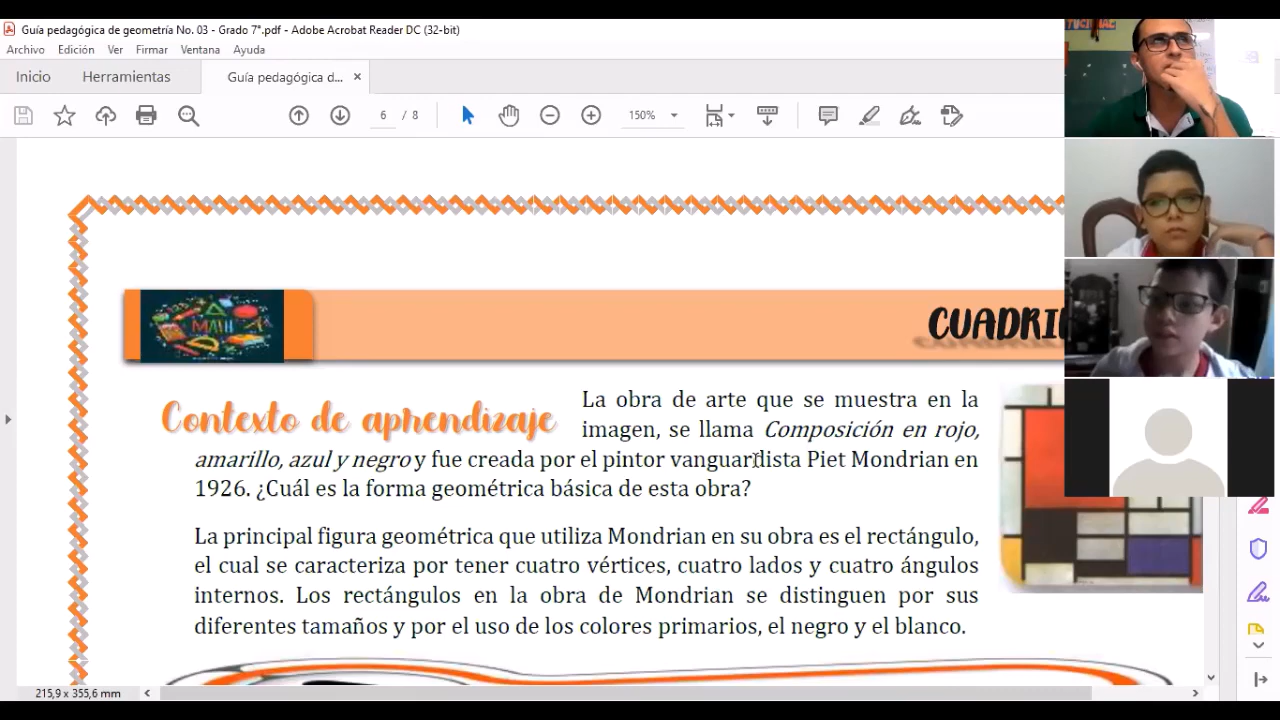 Guía pedagógica de geometría No. 03 - Grado 7°.pdf - Adobe Acrobat Reader DC (32-bit)
Archivo Edición Ver Firmar Ventana Ayuda
Inicio Herramientas Guía pedagógica d... ×
6 / 8 150%
MATH
CUADRI
Contexto de aprendizaje
La obra de arte que se muestra en la
imagen, se llama Composición en rojo,
amarillo, azul y negro y fue creada por el pintor vanguardista Piet Mondrian en
1926. ¿Cuál es la forma geométrica básica de esta obra?
La principal figura geométrica que utiliza Mondrian en su obra es el rectángulo,
el cual se caracteriza por tener cuatro vértices, cuatro lados y cuatro ángulos
internos. Los rectángulos en la obra de Mondrian se distinguen por sus
diferentes tamaños y por el uso de los colores primarios, el negro y el blanco.
215,9 x 355,6 mm